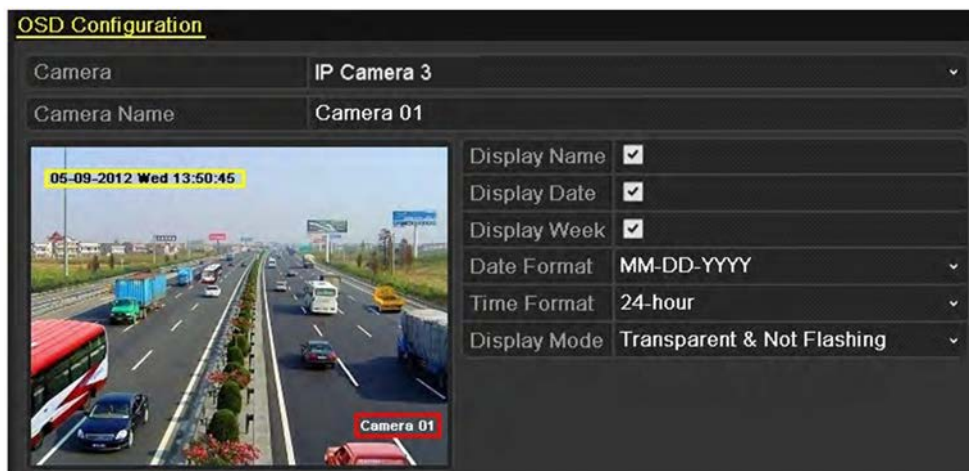 OSD Configuration
Camera IP Camera 3
Camera Name Camera 01
05-09-2012 Wed 13:50:45
Camera 01
Display Name
Display Date
Display Week
Date Format MM-DD-YYYY
Time Format 24-hour
Display Mode Transparent & Not Flashing